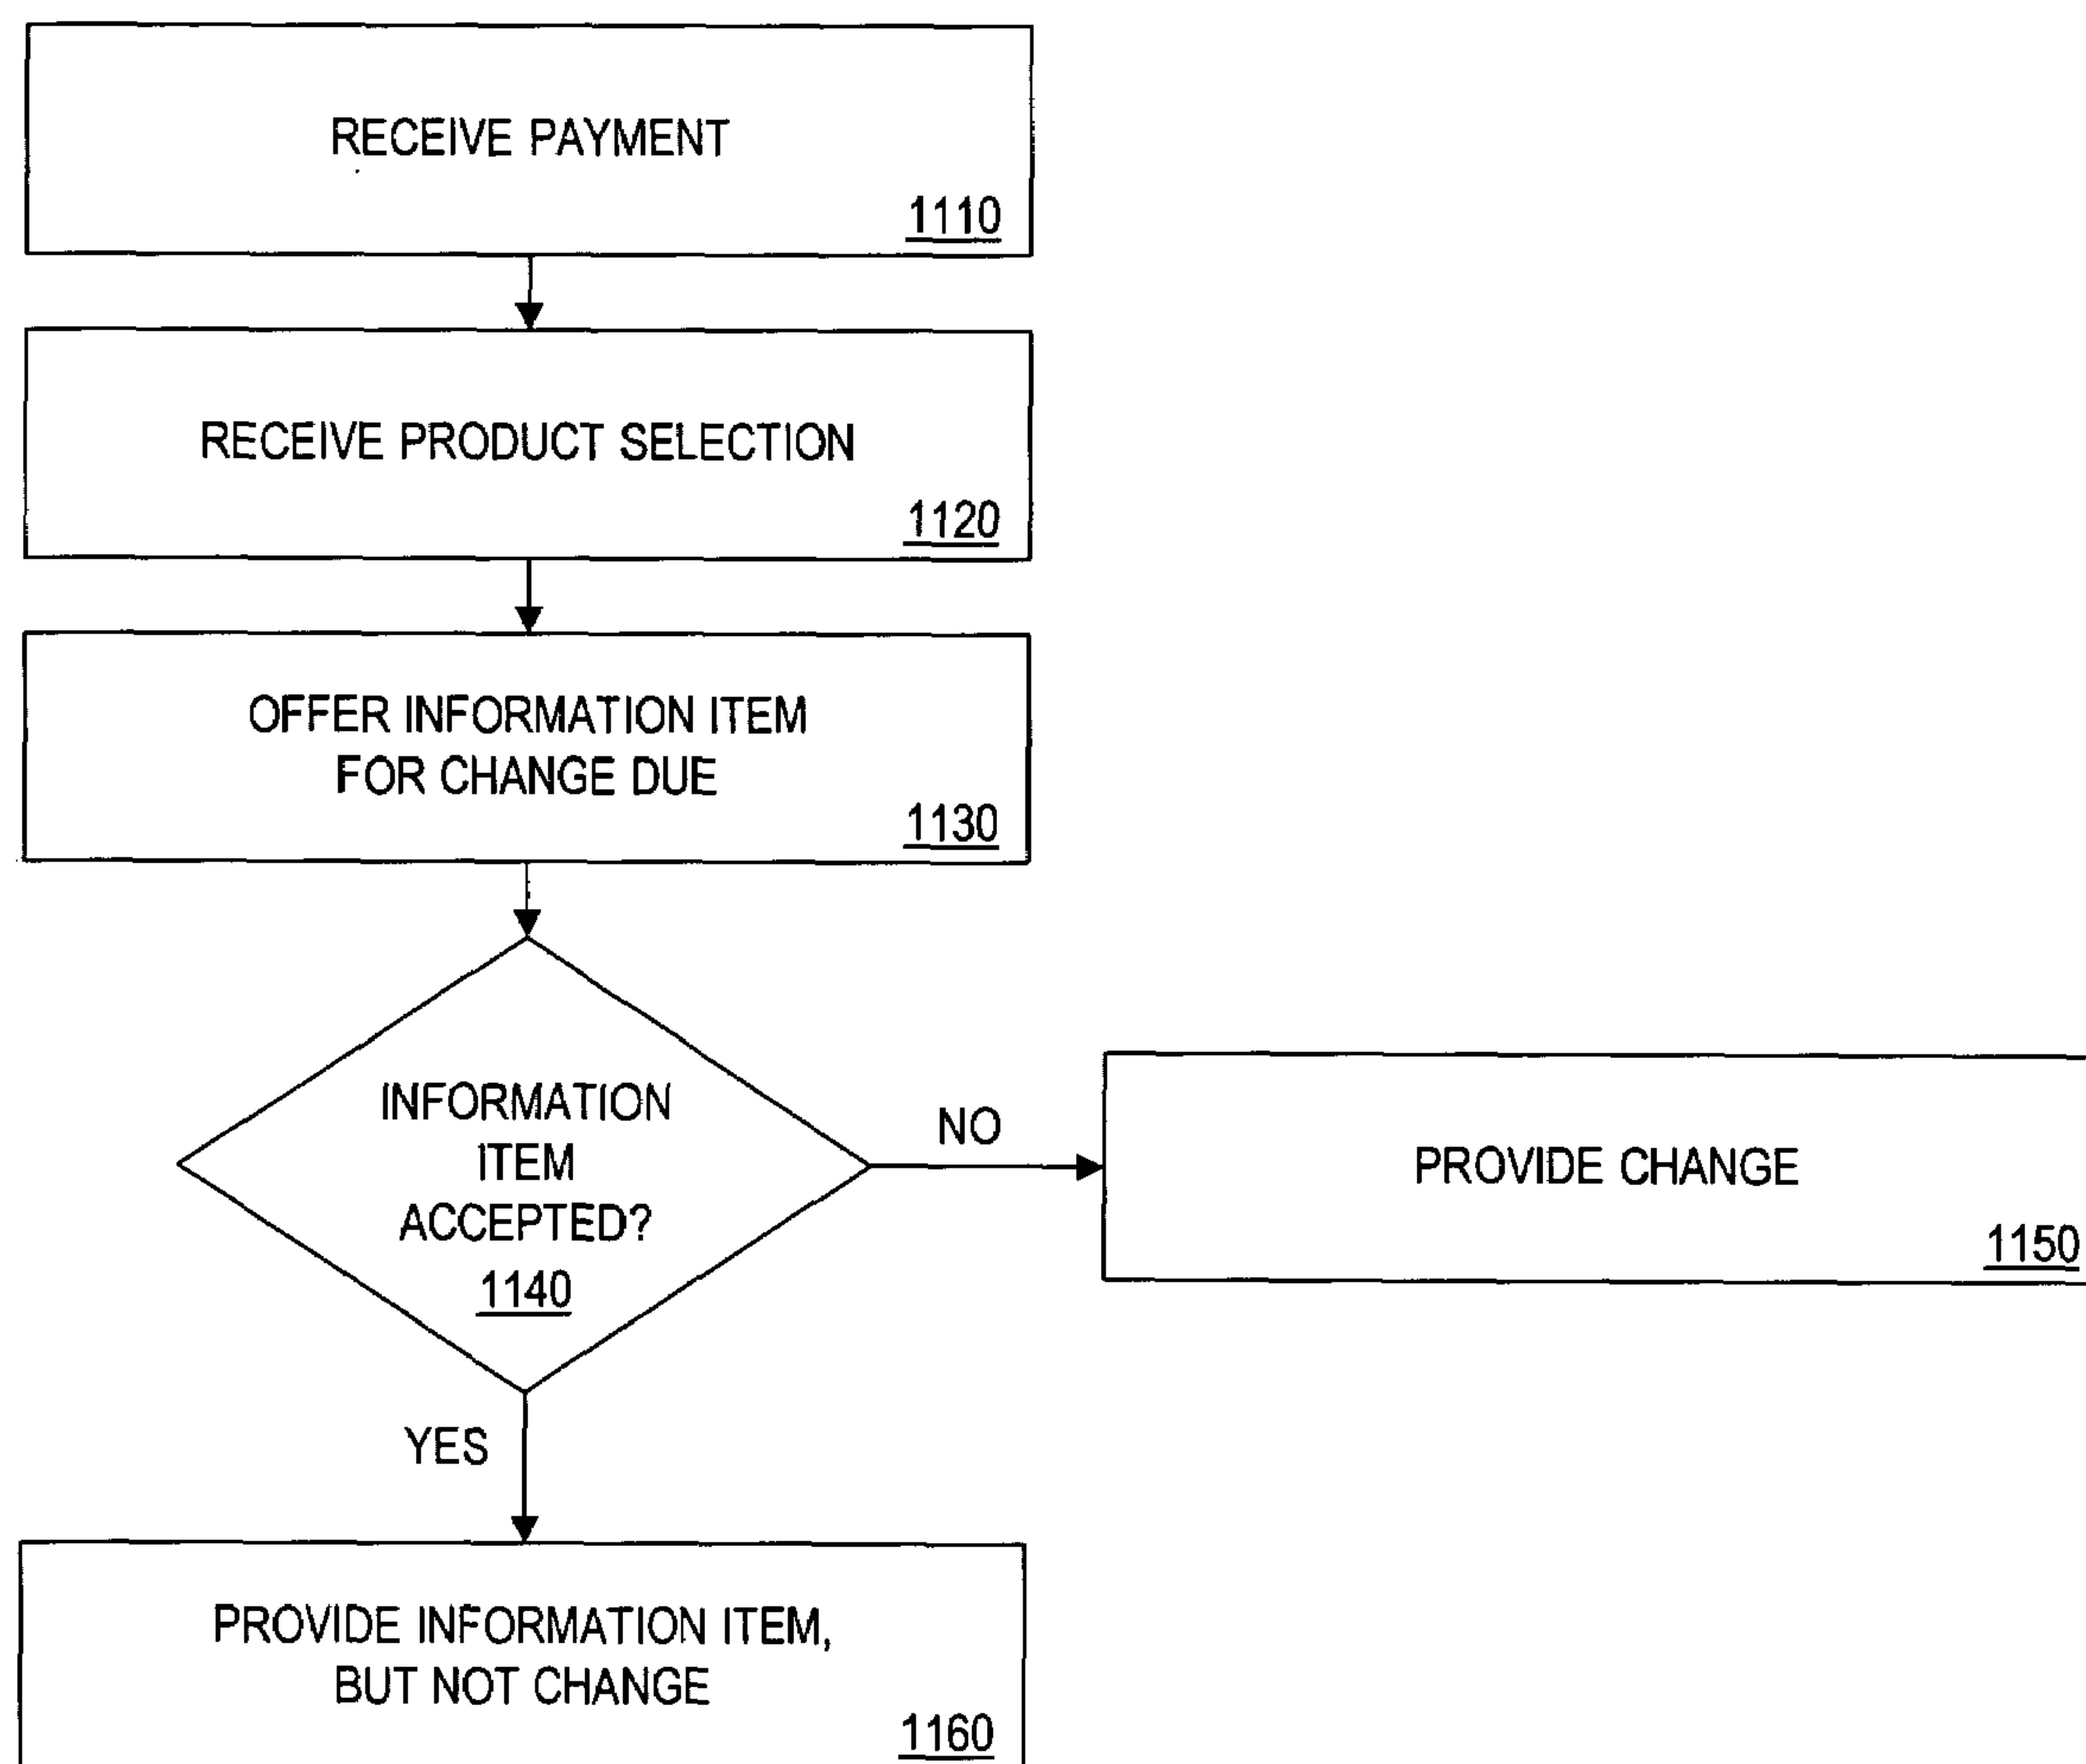 RECEIVE PAYMENT
1110
RECEIVE PRODUCT SELECTION
1120
OFFER INFORMATION ITEM
FOR CHANGE DUE
1130
INFORMATION
ITEM
ACCEPTED?
1140
NO
PROVIDE CHANGE
1150
YES
PROVIDE INFORMATION ITEM,
BUT NOT CHANGE
1160